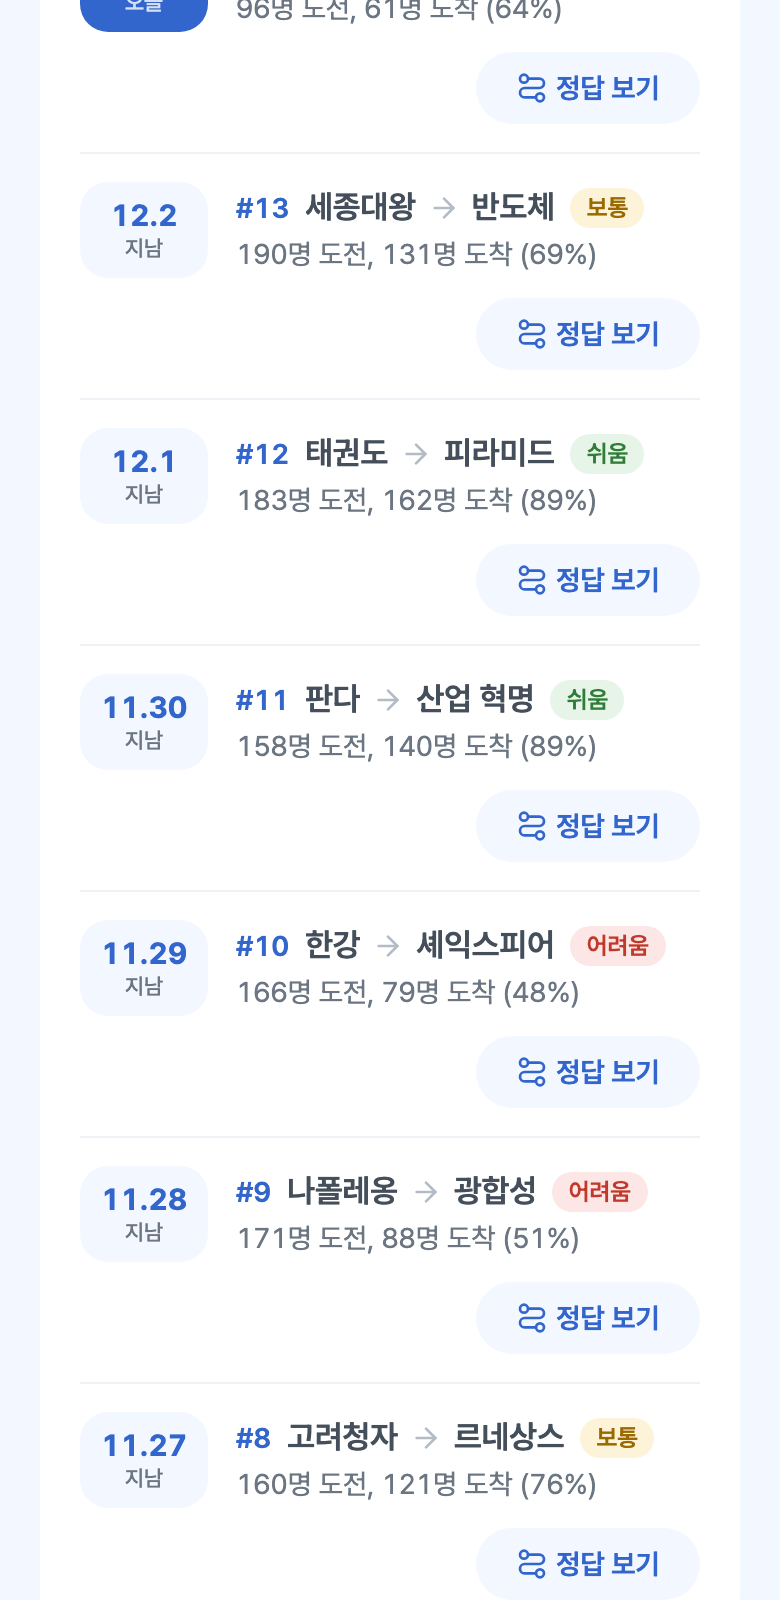 오늘
96명 도전, 61명 도착 (64%)
정답 보기
12.2
지남
#13 세종대왕 → 반도체 보통
190명 도전, 131명 도착 (69%)
정답 보기
12.1
지남
#12 태권도 → 피라미드 쉬움
183명 도전, 162명 도착 (89%)
정답 보기
11.30
지남
#11 판다 → 산업 혁명 쉬움
158명 도전, 140명 도착 (89%)
정답 보기
11.29
지남
#10 한강 → 셰익스피어 어려움
166명 도전, 79명 도착 (48%)
정답 보기
11.28
지남
#9 나폴레옹 → 광합성 어려움
171명 도전, 88명 도착 (51%)
정답 보기
11.27
지남
#8 고려청자 → 르네상스 보통
160명 도전, 121명 도착 (76%)
정답 보기